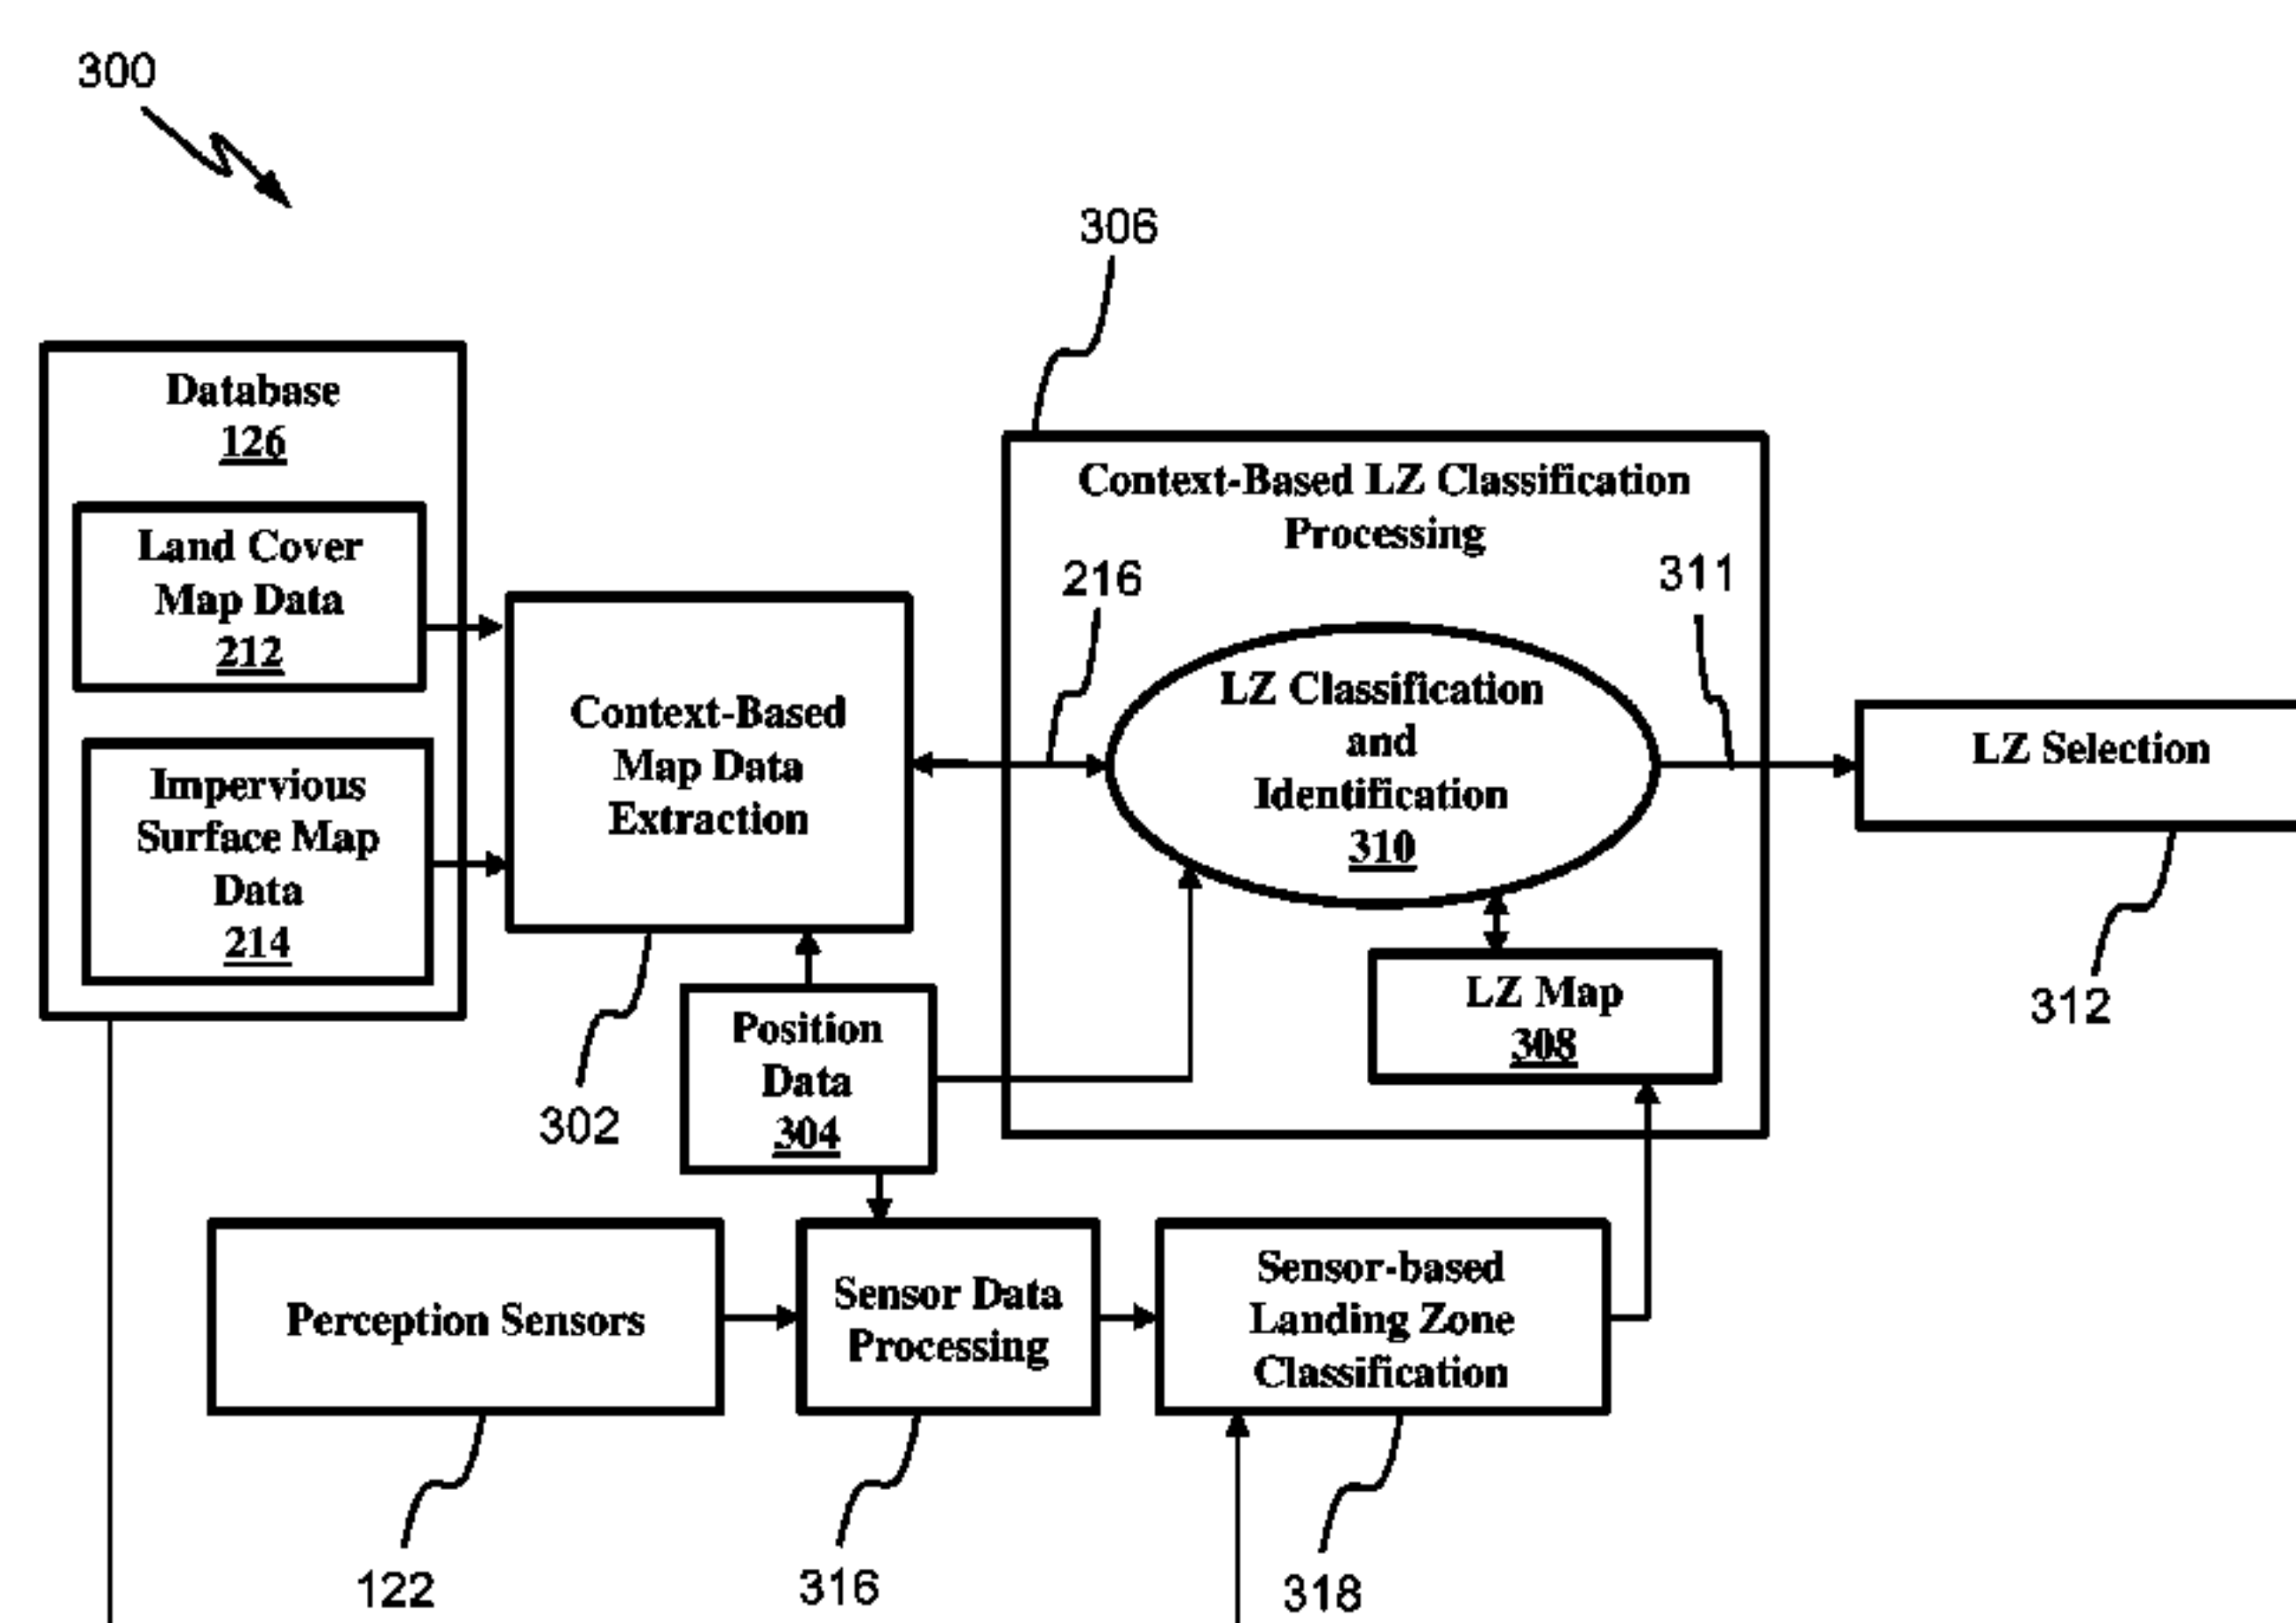 300
306
Database
126
Land Cover
Map Data
212
Impervious
Surface Map
Data
214
Context-Based
Map Data
Extraction
302
Position
Data
304
Context-Based LZ Classification
Processing
216
311
LZ Classification
and
Identification
310
LZ Map
308
LZ Selection
312
Perception Sensors
122
Sensor Data
Processing
316
Sensor-based
Landing Zone
Classification
318